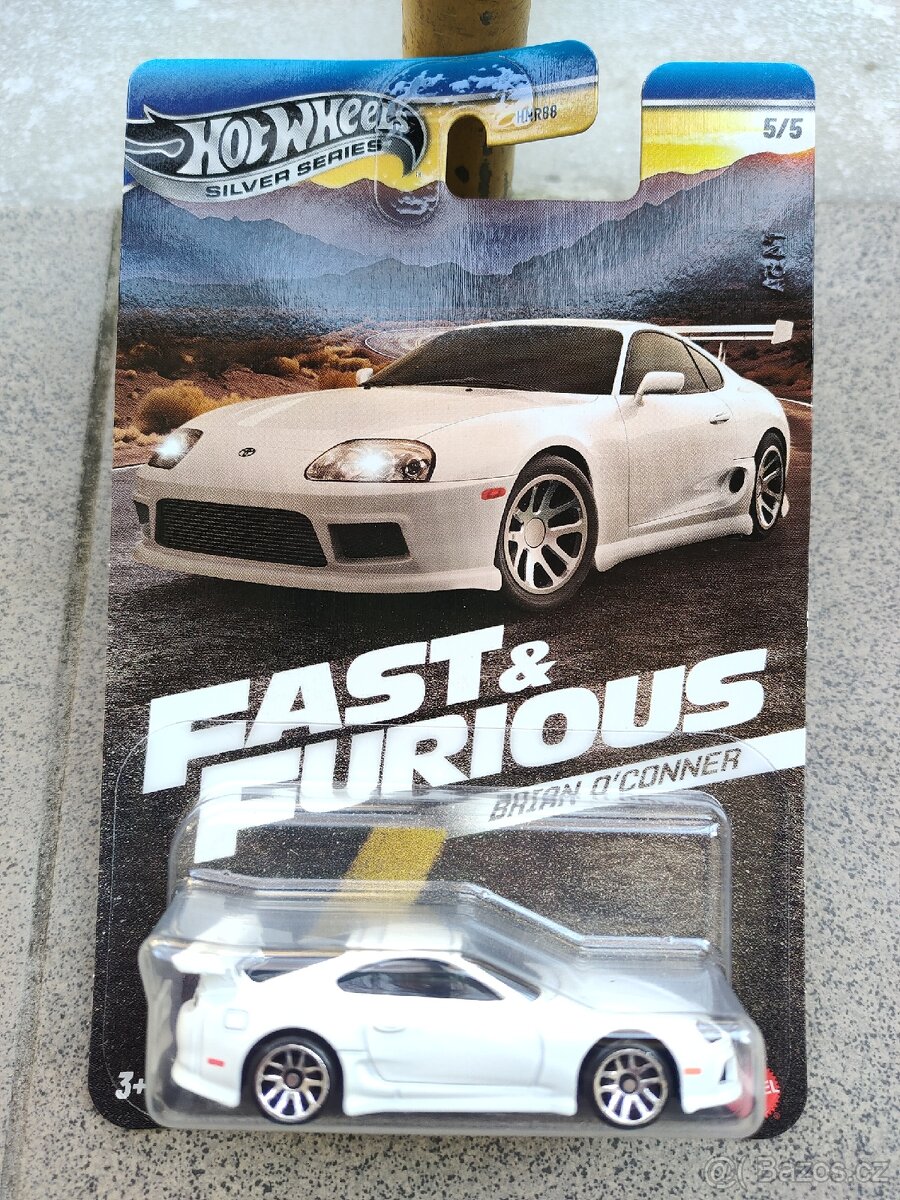 HNR88
5/5
Hot Wheels
SILVER SERIES
FAST &
FURIOUS
BRIAN O'CONNER
3+
@(Bazos.cz